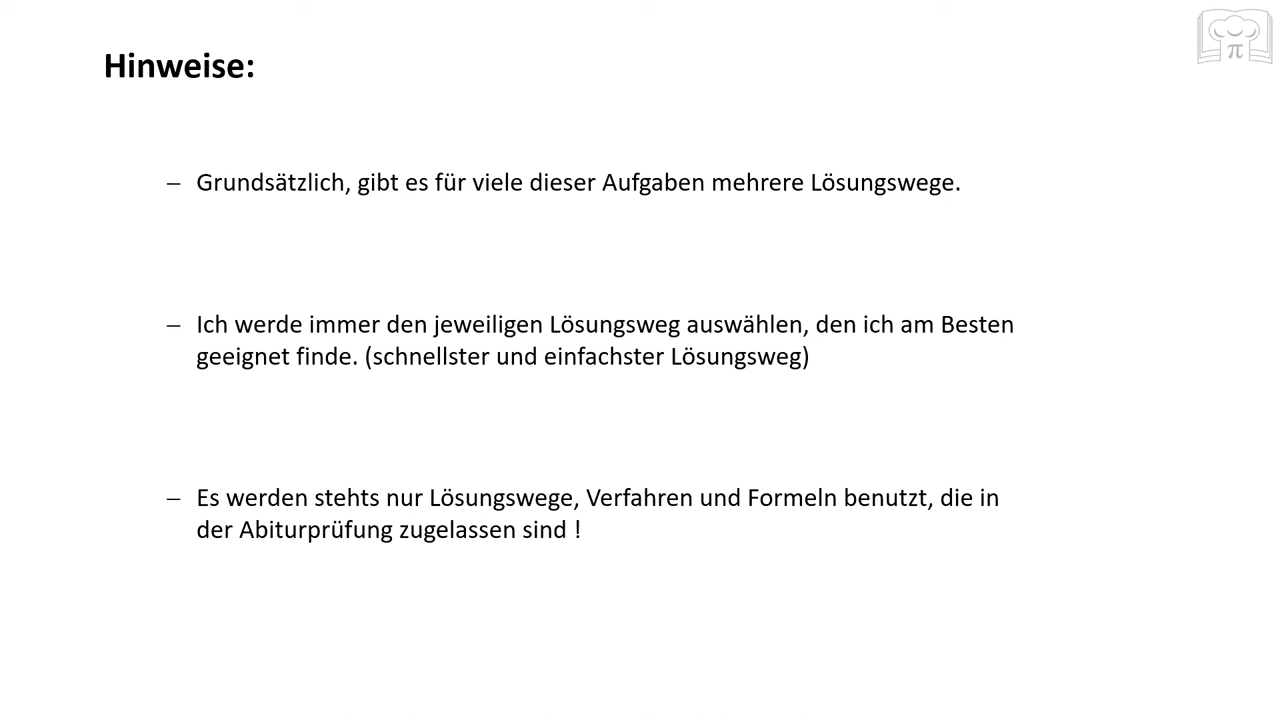 Hinweise:
– Grundsätzlich, gibt es für viele dieser Aufgaben mehrere Lösungswege.
– Ich werde immer den jeweiligen Lösungsweg auswählen, den ich am Besten
geeignet finde. (schnellster und einfachster Lösungsweg)
– Es werden stehts nur Lösungswege, Verfahren und Formeln benutzt, die in
der Abiturprüfung zugelassen sind !
π